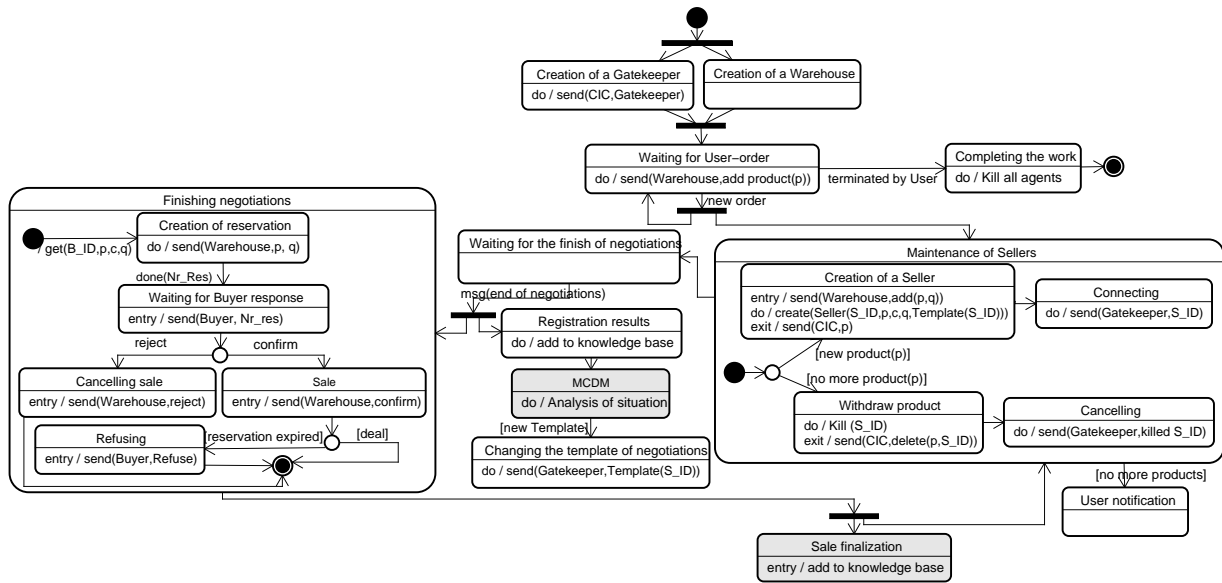 Creation of a Gatekeeper
do / send(CIC,Gatekeeper)
Creation of a Warehouse
Waiting for User–order
do / send(Warehouse,add product(p))
terminated by User
Completing the work
do / Kill all agents
new order
Finishing negotiations
Creation of reservation
do / send(Warehouse,p, q)
/ get(B_ID,p,c,q)
done(Nr_Res)
Waiting for Buyer response
entry / send(Buyer, Nr_res)
reject
confirm
Cancelling sale
entry / send(Warehouse,reject)
Sale
entry / send(Warehouse,confirm)
Refusing
entry / send(Buyer,Refuse)
[reservation expired]
[deal]
Waiting for the finish of negotiations
msg(end of negotiations)
Registration results
do / add to knowledge base
MCDM
do / Analysis of situation
[new Template]
Changing the template of negotiations
do / send(Gatekeeper,Template(S_ID))
Maintenance of Sellers
Creation of a Seller
entry / send(Warehouse,add(p,q))
do / create(Seller(S_ID,p,c,q,Template(S_ID)))
exit / send(CIC,p)
Connecting
do / send(Gatekeeper,S_ID)
[new product(p)]
[no more product(p)]
Withdraw product
do / Kill (S_ID)
exit / send(CIC,delete(p,S_ID))
Cancelling
do / send(Gatekeeper,killed S_ID)
[no more products]
User notification
Sale finalization
entry / add to knowledge base